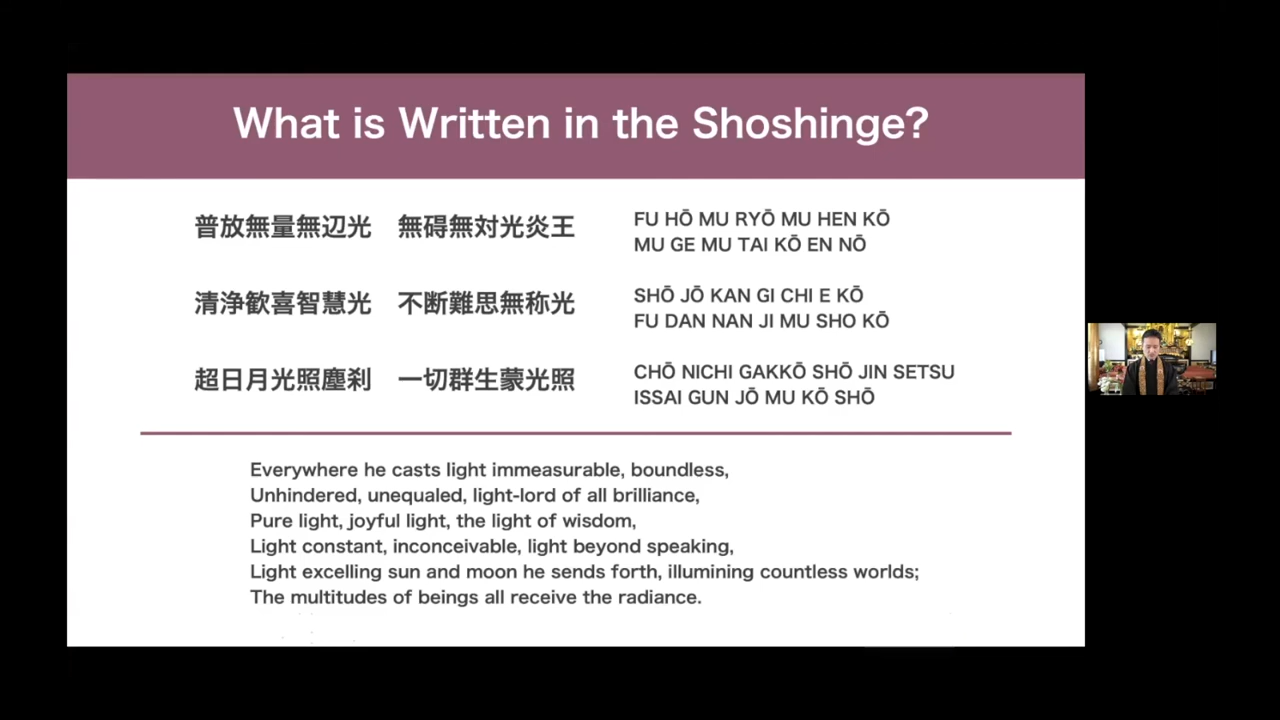 What is Written in the Shoshinge?
普放無量無辺光　無碍無対光炎王
FU HŌ MU RYŌ MU HEN KŌ
MU GE MU TAI KŌ EN NŌ
清浄歓喜智慧光　不断難思無称光
SHŌ JŌ KAN GI CHI E KŌ
FU DAN NAN JI MU SHO KŌ
超日月光照塵刹　一切群生蒙光照
CHŌ NICHI GAKKŌ SHŌ JIN SETSU
ISSAI GUN JŌ MU KŌ SHŌ
Everywhere he casts light immeasurable, boundless,
Unhindered, unequaled, light-lord of all brilliance,
Pure light, joyful light, the light of wisdom,
Light constant, inconceivable, light beyond speaking,
Light excelling sun and moon he sends forth, illumining countless worlds;
The multitudes of beings all receive the radiance.